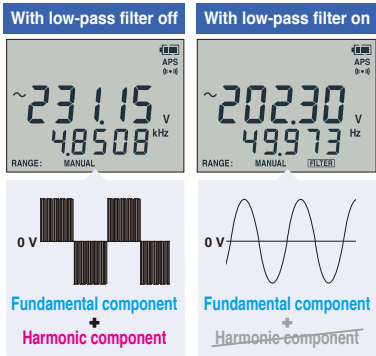 With low-pass filter off
APS
~231.15 V
4.8508 kHz
RANGE: MANUAL
0 V
Fundamental component
+
Harmonic component
With low-pass filter on
APS
~202.30 V
49.973 Hz
RANGE: MANUAL FILTER
0 V
Fundamental component
+
Harmonic component